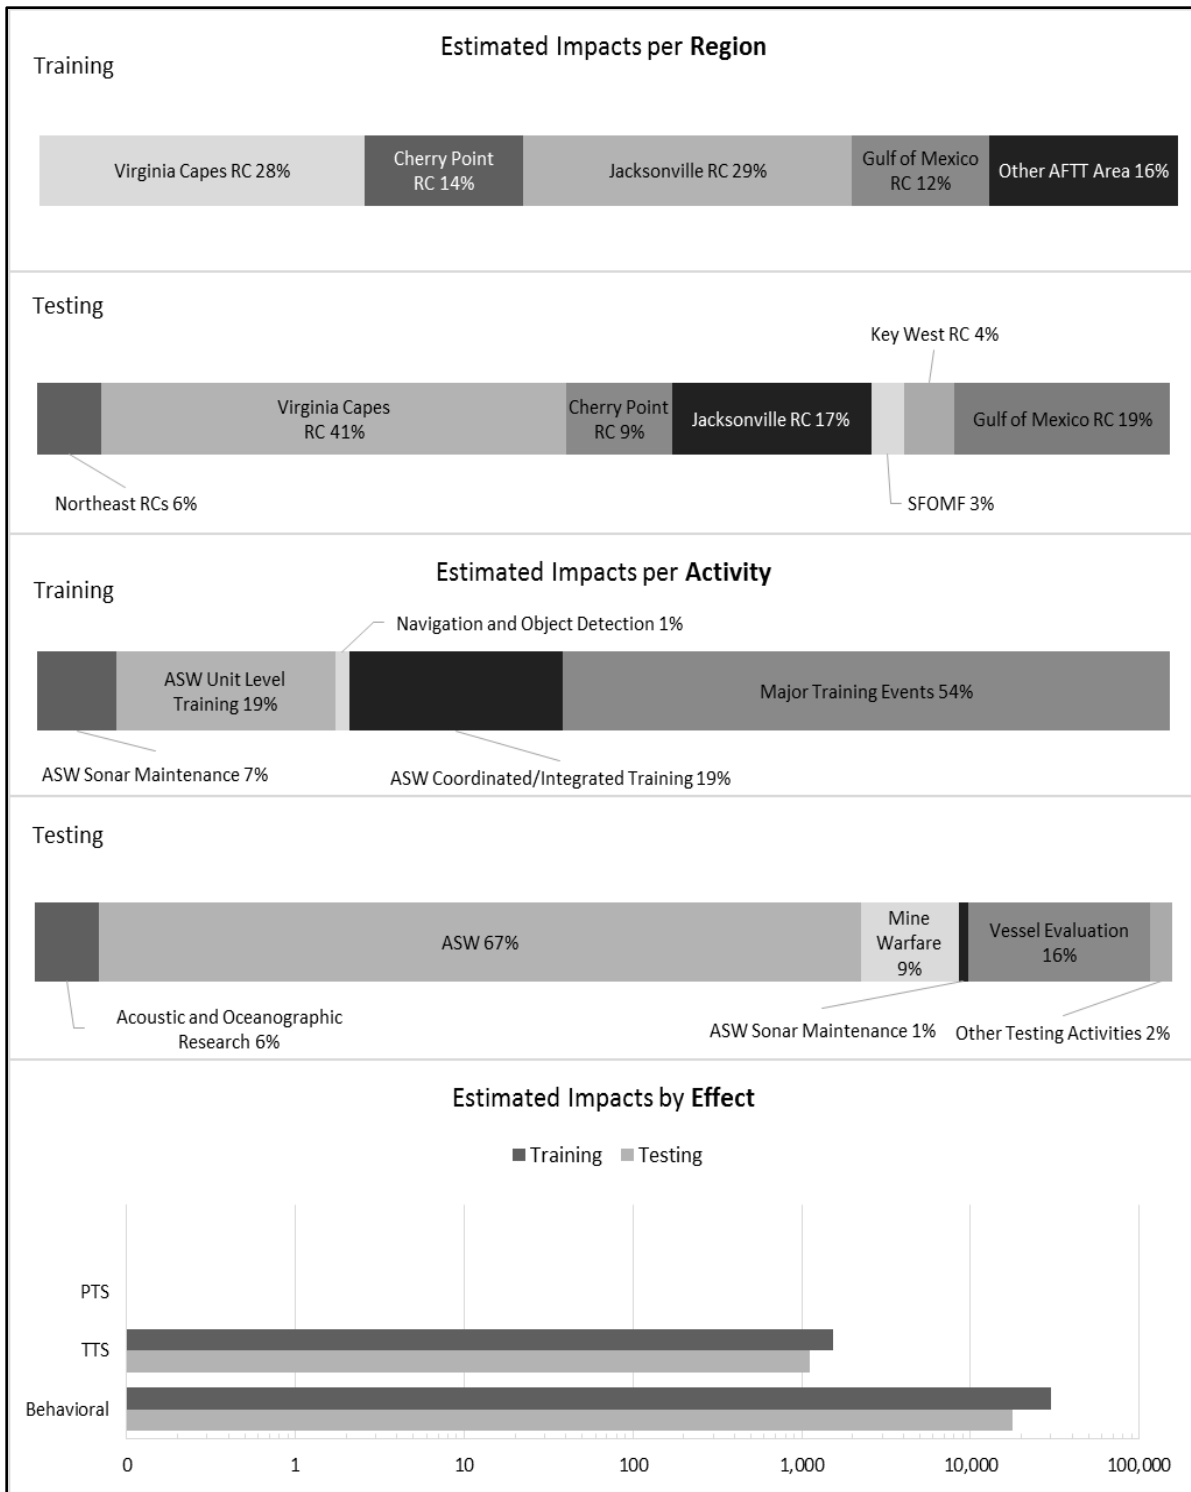 Estimated Impacts per Region
Training
Virginia Capes RC 28%
Cherry Point
RC 14%
Jacksonville RC 29%
Gulf of Mexico
RC 12%
Other AFTT Area 16%
Testing
Key West RC 4%
Virginia Capes
RC 41%
Cherry Point
RC 9%
Jacksonville RC 17%
Gulf of Mexico RC 19%
Northeast RCs 6%
SFOMF 3%
Estimated Impacts per Activity
Training
Navigation and Object Detection 1%
ASW Unit Level
Training 19%
Major Training Events 54%
ASW Sonar Maintenance 7%
ASW Coordinated/Integrated Training 19%
Testing
ASW 67%
Mine
Warfare
9%
Vessel Evaluation
16%
Acoustic and Oceanographic
Research 6%
ASW Sonar Maintenance 1%
Other Testing Activities 2%
Estimated Impacts by Effect
Training Testing
PTS
TTS
Behavioral
0 1 10 100 1,000 10,000 100,000